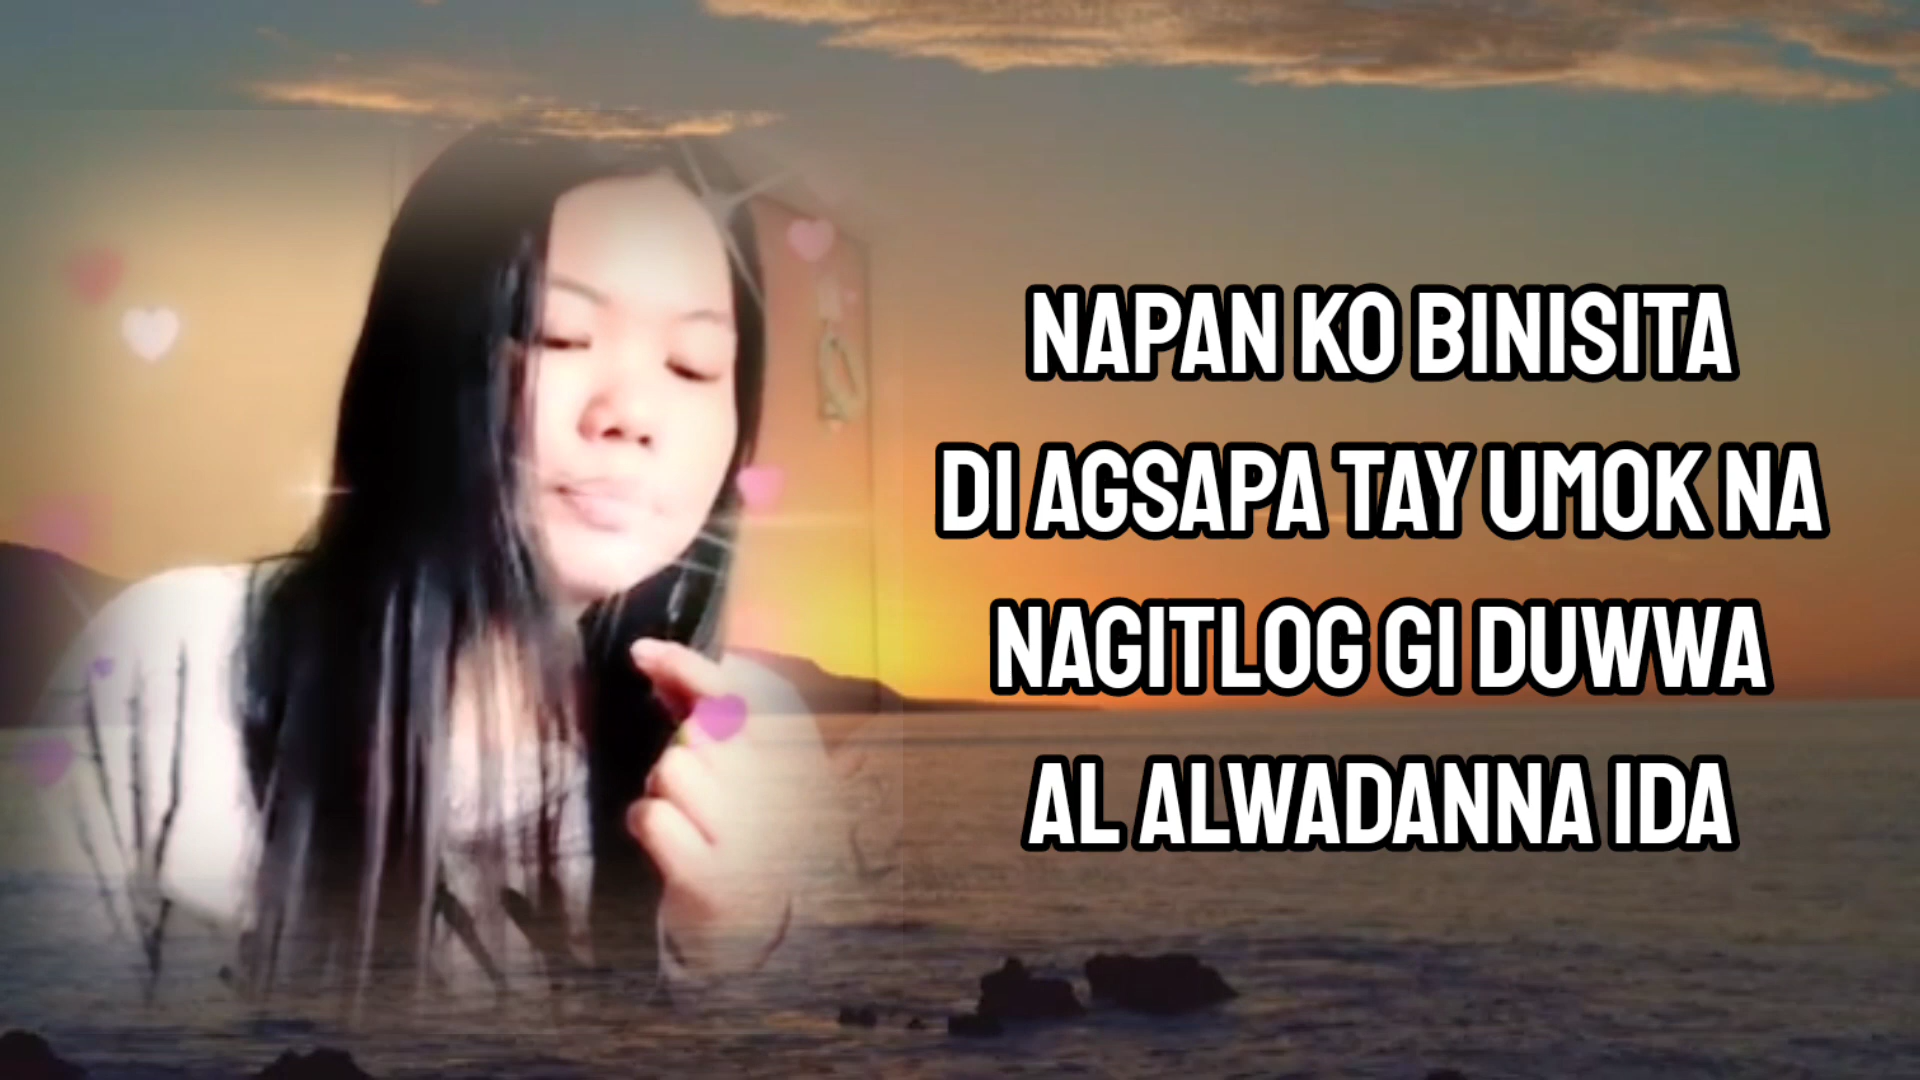 NAPAN KO BINISITA
DI AGSAPA TAY UMOK NA
NAGITLOG GI DUWWA
AL ALWADANNA IDA